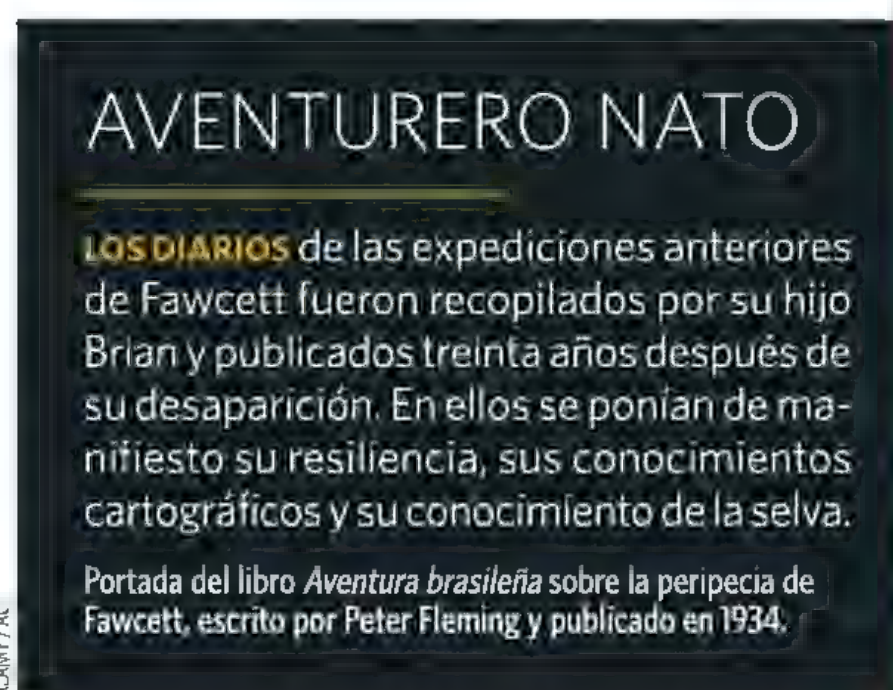 AVENTURERO NATO
LOS DIARIOS de las expediciones anteriores
de Fawcett fueron recopilados por su hijo
Brian y publicados treinta años después de
su desaparición. En ellos se ponían de ma-
nifiesto su resiliencia, sus conocimientos
cartográficos y su conocimiento de la selva.
Portada del libro Aventura brasileña sobre la peripecia de
Fawcett, escrito por Peter Fleming y publicado en 1934.